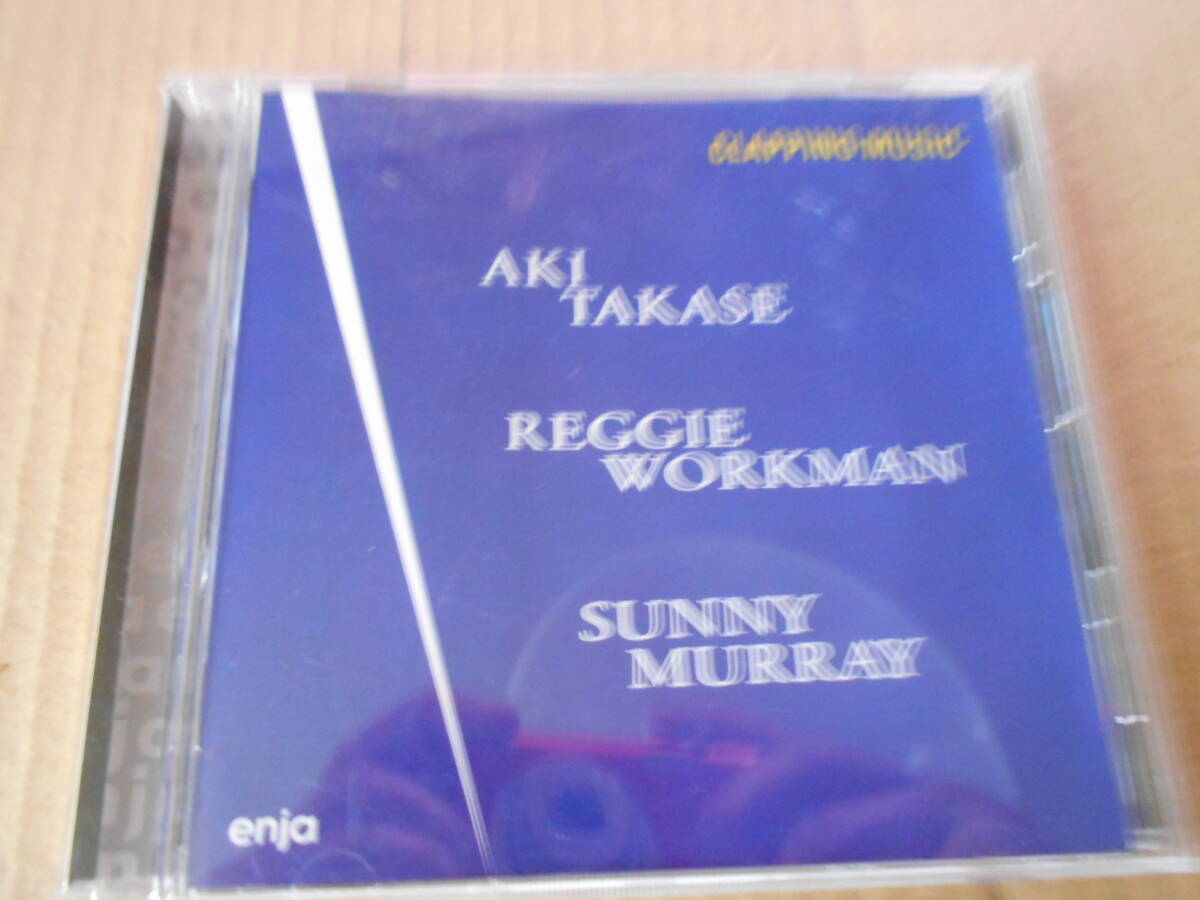 CLAPPING MUSIC
AKI
TAKASE
REGGIE
WORKMAN
SUNNY
MURRAY
enja